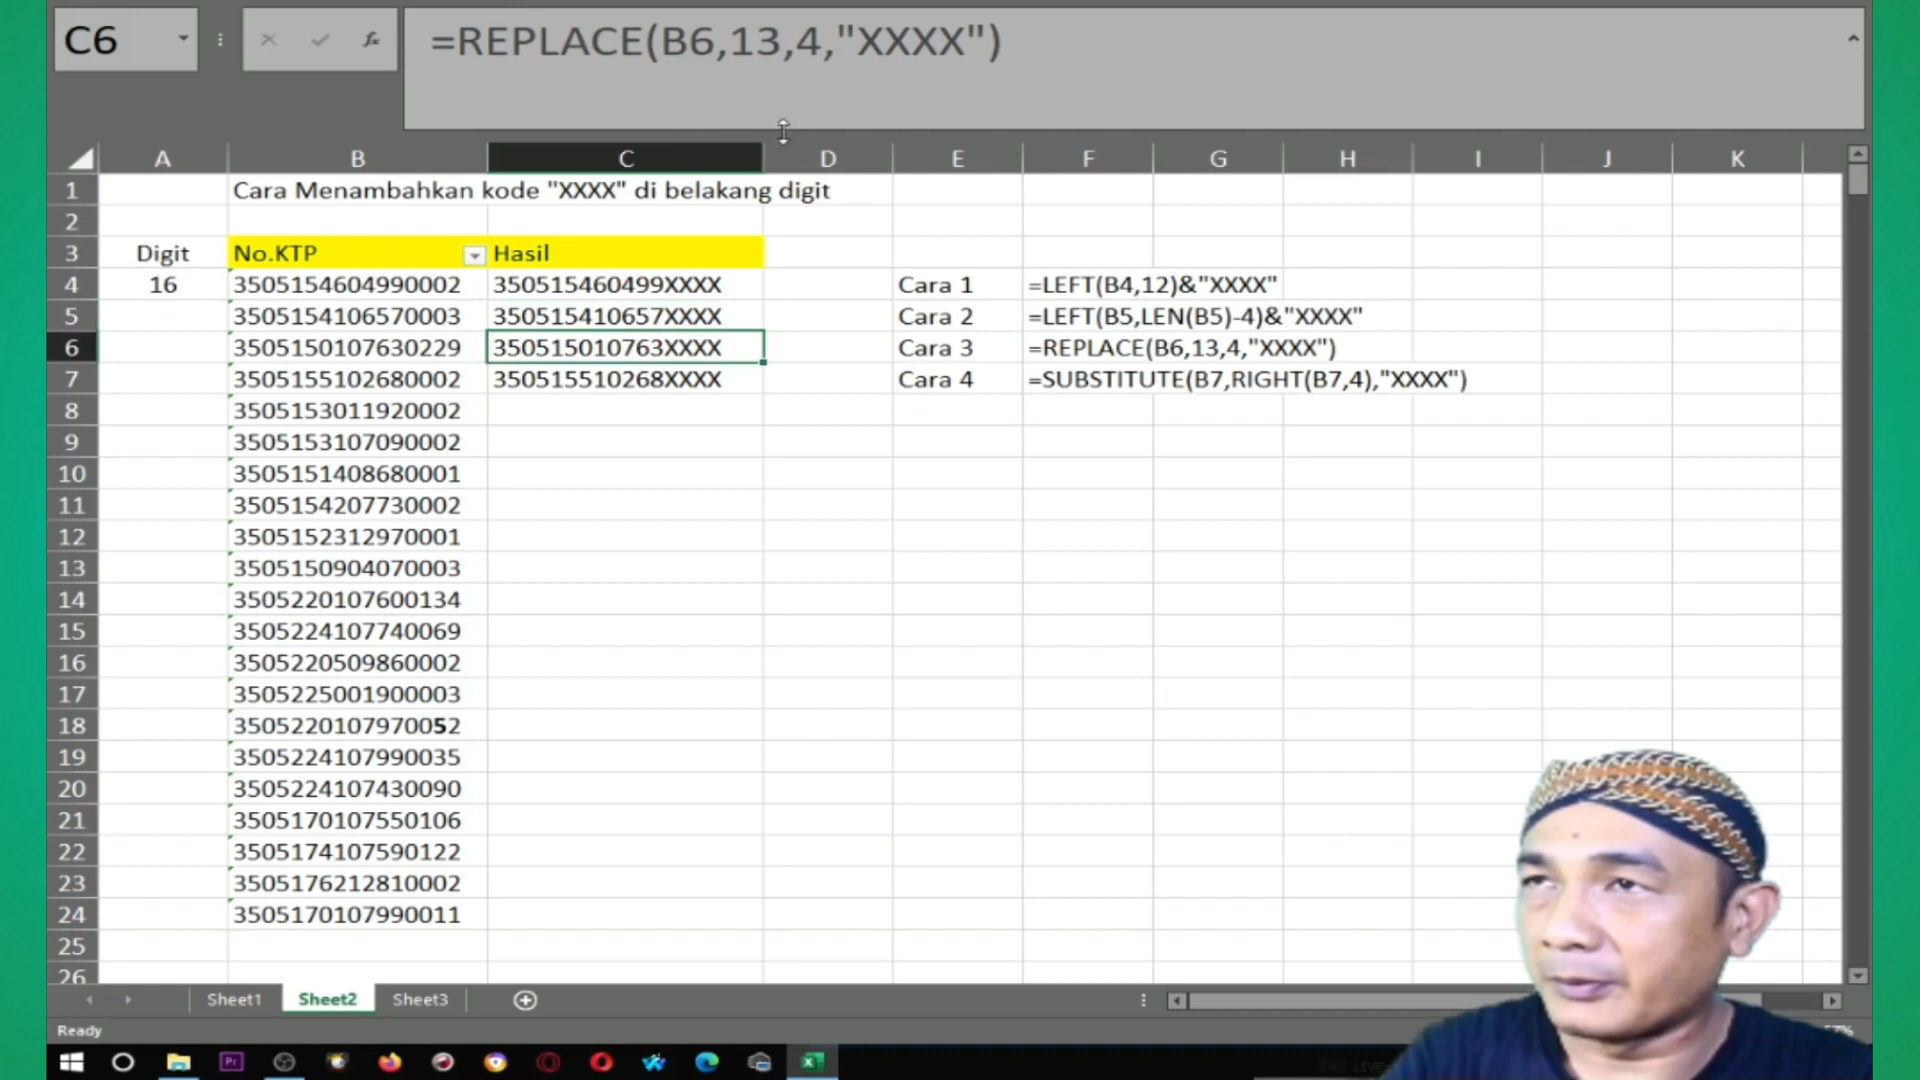 C6
fx
=REPLACE(B6,13,4,"XXXX")
A B C D E F G H I J K
1 Cara Menambahkan kode "XXXX" di belakang digit
2
3 Digit No.KTP Hasil
4 16 3505154604990002 350515460499XXXX Cara 1 =LEFT(B4,12)&"XXXX"
5 3505154106570003 350515410657XXXX Cara 2 =LEFT(B5,LEN(B5)-4)&"XXXX"
6 3505150107630229 350515010763XXXX Cara 3 =REPLACE(B6,13,4,"XXXX")
7 3505155102680002 350515510268XXXX Cara 4 =SUBSTITUTE(B7,RIGHT(B7,4),"XXXX")
8 3505153011920002
9 3505153107090002
10 3505151408680001
11 3505154207730002
12 3505152312970001
13 3505150904070003
14 3505220107600134
15 3505224107740069
16 3505220509860002
17 3505225001900003
18 3505220107970052
19 3505224107990035
20 3505224107430090
21 3505170107550106
22 3505174107590122
23 3505176212810002
24 3505170107990011
25
26
Sheet1 Sheet2 Sheet3
Ready
Pr